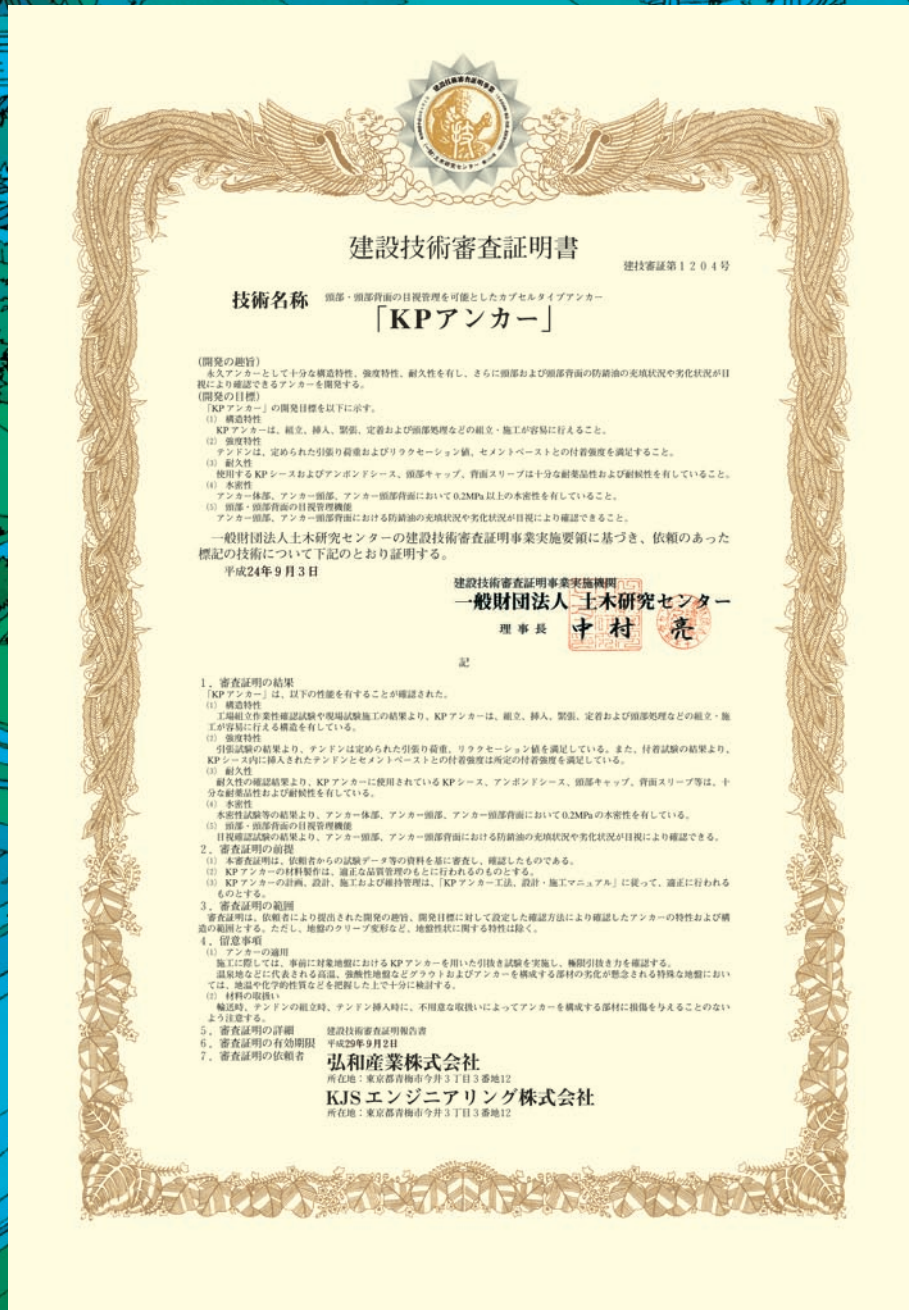 建設技術審査証明事業
建設技術審査証明書
建技審証第1204号
技術名称 頭部・頭部背面の目視管理を可能としたカプセルタイプアンカー
「KPアンカー」
(開発の趣旨)
永久アンカーとして十分な構造特性、強度特性、耐久性を有し、さらに頭部および頭部背面の防錆油の充填状況や劣化状況が目
視により確認できるアンカーを開発する。
(開発の目標)
「KPアンカー」の開発目標を以下に示す。
(1) 構造特性
KPアンカーは、組立、挿入、緊張、定着および頭部処理などの組立・施工が容易に行えること。
(2) 強度特性
テンドンは、定められた引張り荷重およびリラクセーション値、セメントペーストとの付着強度を満足すること。
(3) 耐久性
使用するKPシースおよびアンボンドシース、頭部キャップ、背面スリーブは十分な耐薬品性および耐候性を有していること。
(4) 水密性
アンカー体部、アンカー頭部、アンカー頭部背面において0.2MPa以上の水密性を有していること。
(5) 頭部・頭部背面の目視管理機能
アンカー頭部、アンカー頭部背面における防錆油の充填状況や劣化状況が目視により確認できること。
一般財団法人土木研究センターの建設技術審査証明事業実施要領に基づき、依頼のあった
標記の技術について下記のとおり証明する。
平成24年9月3日
建設技術審査証明事業実施機関
一般財団法人 土木研究センター
理事長 中村 亮
記
1．審査証明の結果
「KPアンカー」は、以下の性能を有することが確認された。
(1) 構造特性
工場組立作業性確認試験や現場試験施工の結果より、KPアンカーは、組立、挿入、緊張、定着および頭部処理などの組立・施
工が容易に行える構造を有している。
(2) 強度特性
引張試験の結果より、テンドンは定められた引張り荷重、リラクセーション値を満足している。また、付着試験の結果より、
KPシース内に挿入されたテンドンとセメントペーストとの付着強度は所定の付着強度を満足している。
(3) 耐久性
耐久性の確認結果より、KPアンカーに使用されているKPシース、アンボンドシース、頭部キャップ、背面スリーブ等は、十
分な耐薬品性および耐候性を有している。
(4) 水密性
水密性試験等の結果より、アンカー体部、アンカー頭部、アンカー頭部背面において0.2MPaの水密性を有している。
(5) 頭部・頭部背面の目視管理機能
目視確認試験の結果より、アンカー頭部、アンカー頭部背面における防錆油の充填状況や劣化状況が目視により確認できる。
2．審査証明の前提
(1) 本審査証明は、依頼者からの試験データ等の資料を基に審査し、確認したものである。
(2) KPアンカーの材料製作は、適正な品質管理のもとに行われるものとする。
(3) KPアンカーの計画、設計、施工および維持管理は、「KPアンカー工法、設計・施工マニュアル」に従って、適正に行われる
ものとする。
3．審査証明の範囲
審査証明は、依頼者により提出された開発の趣旨、開発目標に対して設定した確認方法により確認したアンカーの特性および構
造の範囲とする。ただし、地盤のクリープ変形など、地盤性状に関する特性は除く。
4．留意事項
(1) アンカーの適用
施工に際しては、事前に対象地盤におけるKPアンカーを用いた引抜き試験を実施し、極限引抜き力を確認する。
温泉地などに代表される高温、強酸性地盤などグラウトおよびアンカーを構成する部材の劣化が懸念される特殊な地盤におい
ては、地温や化学的性質などを把握した上で十分に検討する。
(2) 材料の取扱い
輸送時、テンドンの組立時、テンドン挿入時に、不用意な取扱いによってアンカーを構成する部材に損傷を与えることのない
よう注意する。
5．審査証明の詳細 建設技術審査証明報告書
6．審査証明の有効期限 平成29年9月2日
7．審査証明の依頼者 弘和産業株式会社
所在地：東京都青梅市今井3丁目3番地12
KJSエンジニアリング株式会社
所在地：東京都青梅市今井3丁目3番地12